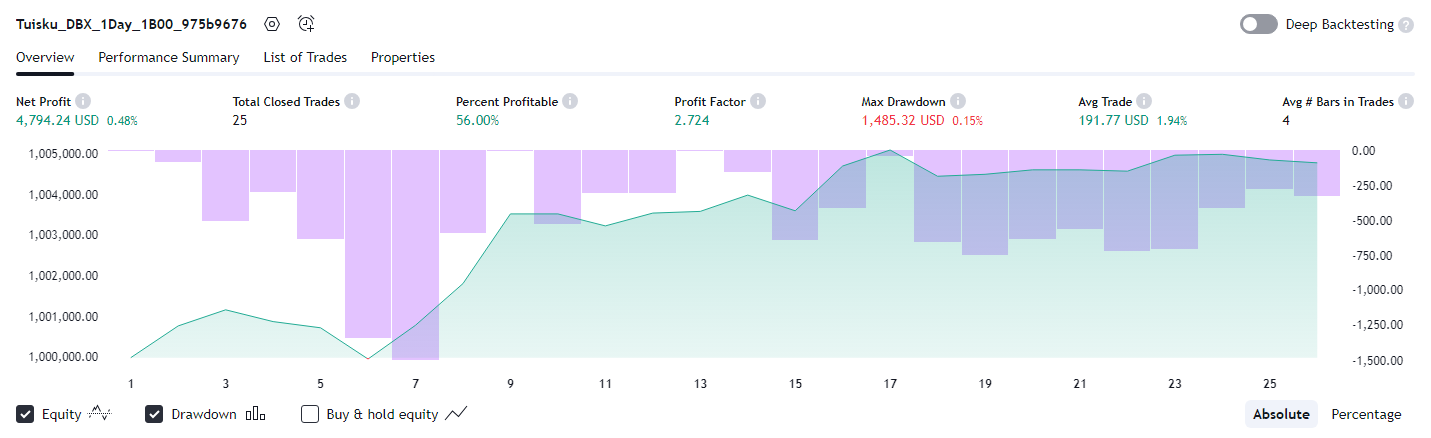 Tuisku_DBX_1Day_1B00_975b9676
Deep Backtesting ?
Overview Performance Summary List of Trades Properties
Net Profit i Total Closed Trades i Percent Profitable i Profit Factor i Max Drawdown i Avg Trade i Avg # Bars in Trades i
4,794.24 USD 0.48% 25 56.00% 2.724 1,485.32 USD 0.15% 191.77 USD 1.94% 4
1,005,000.00 0.00
1,004,000.00 -250.00
1,003,000.00 -500.00
1,002,000.00 -750.00
1,001,000.00 -1,000.00
1,000,000.00 -1,250.00
-1,500.00
1 3 5 7 9 11 13 15 17 19 21 23 25
Equity Drawdown Buy & hold equity Absolute Percentage